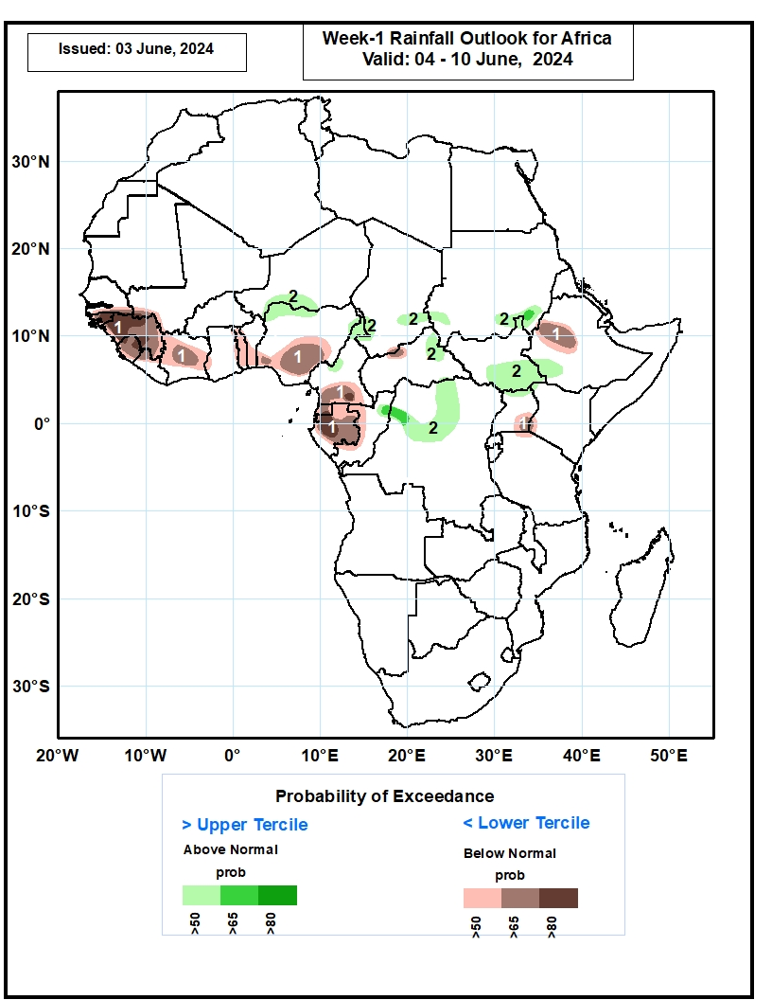 Issued: 03 June, 2024
Week-1 Rainfall Outlook for Africa
Valid: 04 - 10 June, 2024
30°N
20°N
10°N
0°
10°S
20°S
30°S
2
2
2
2
2
2
2
1
1
1
1
1
1
1
20°W
10°W
0°
10°E
20°E
30°E
40°E
50°E
Probability of Exceedance
> Upper Tercile
< Lower Tercile
Above Normal
Below Normal
prob
prob
>50
>65
>80
>50
>65
>80